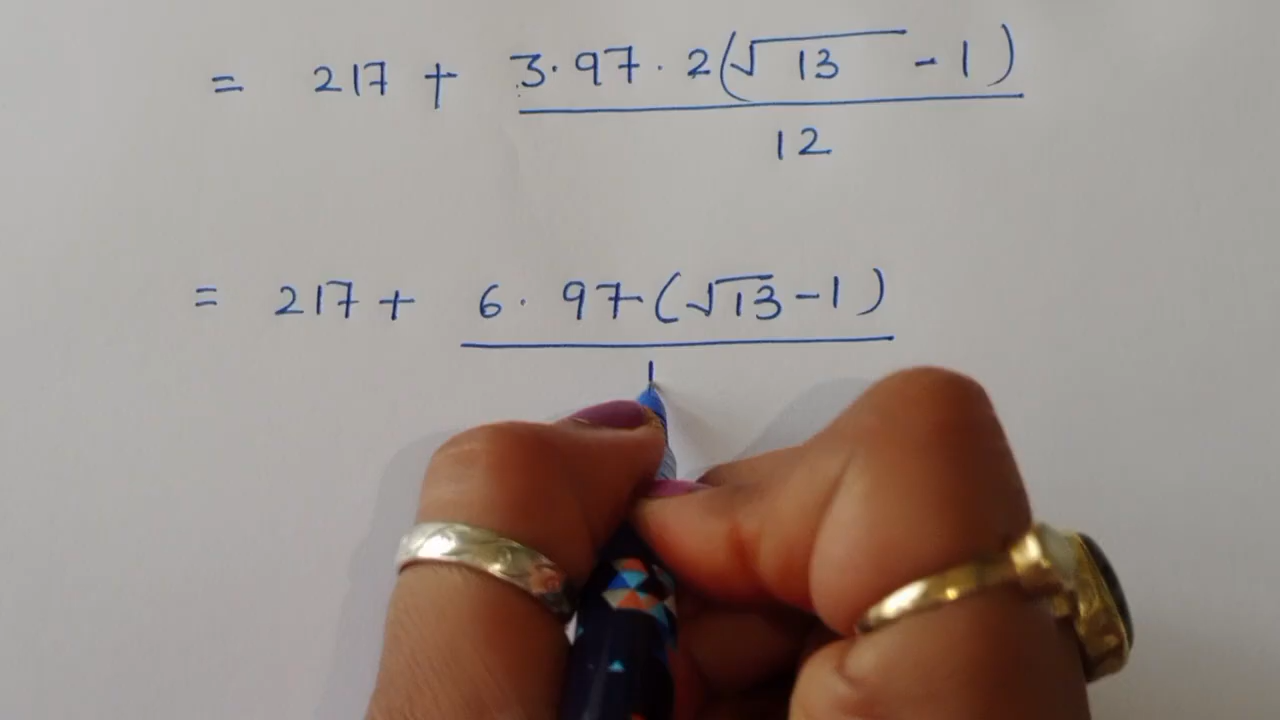 = 217 + 3·97·2(√13 -1)
12
= 217 + 6·97(√13-1)
1